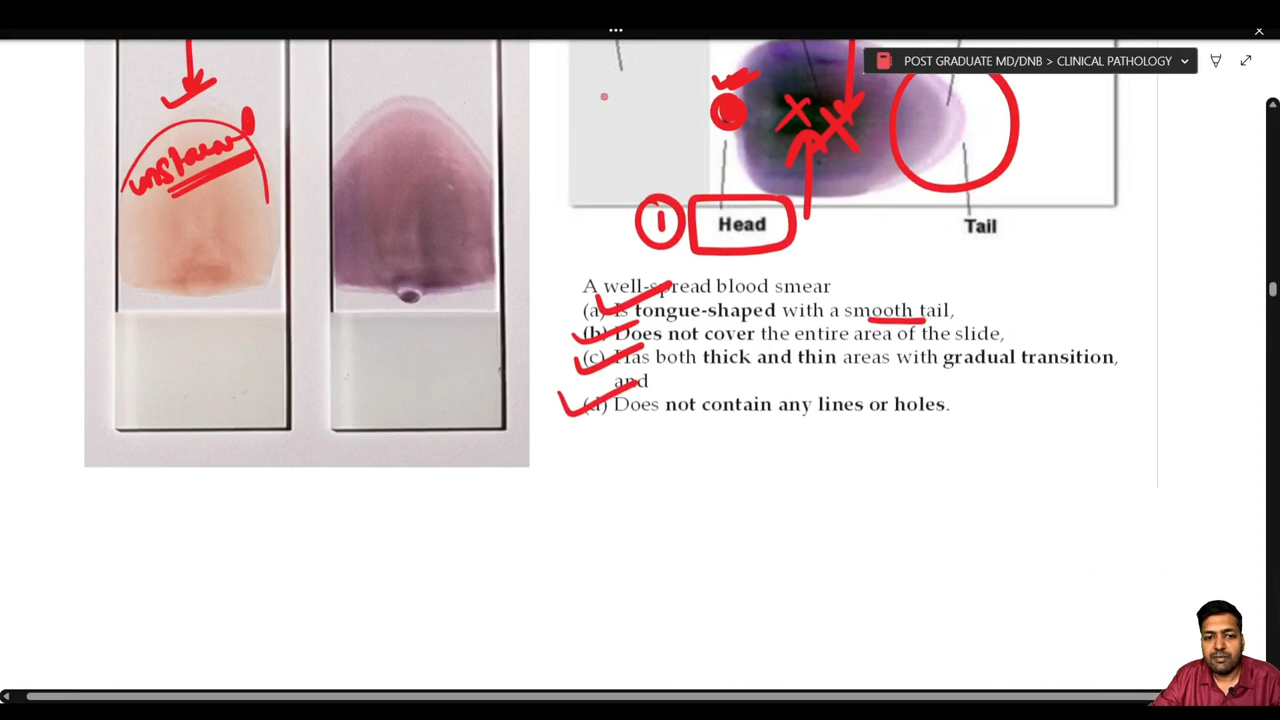 ...
POST GRADUATE MD/DNB > CLINICAL PATHOLOGY
unstained
1
Head
Tail
A well-spread blood smear
(a) Is tongue-shaped with a smooth tail,
(b) Does not cover the entire area of the slide,
(c) Has both thick and thin areas with gradual transition,
and
(d) Does not contain any lines or holes.